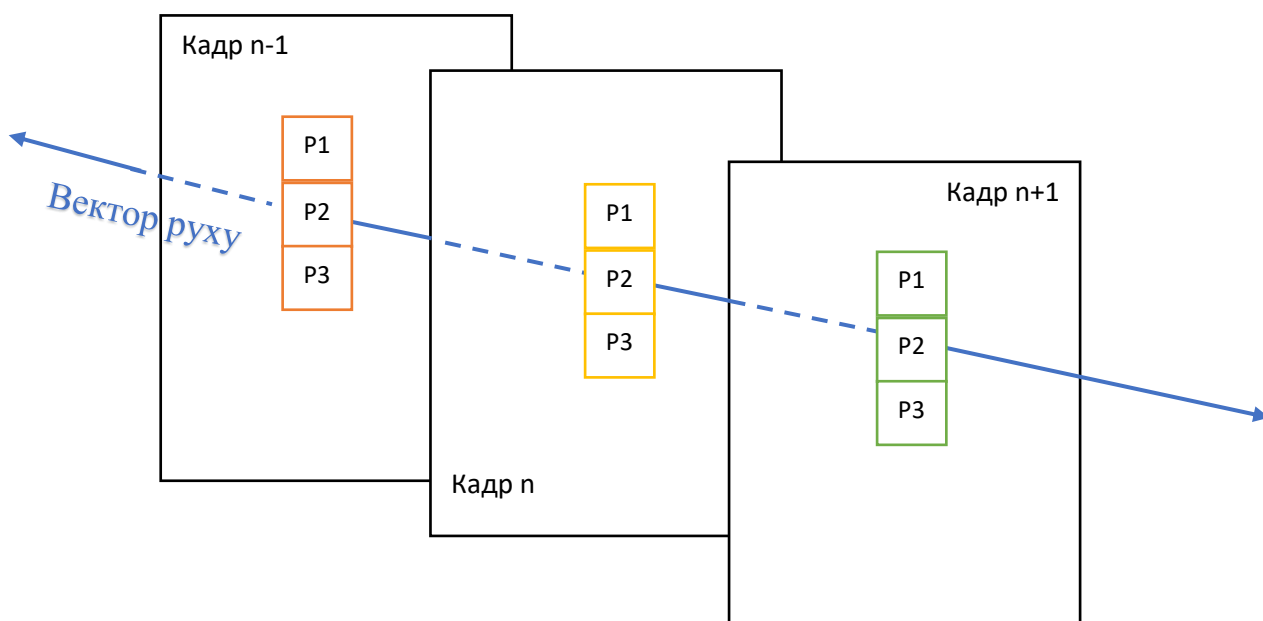 Кадр n-1
P1
P2
P3
Вектор руху
Кадр n
P1
P2
P3
Кадр n+1
P1
P2
P3